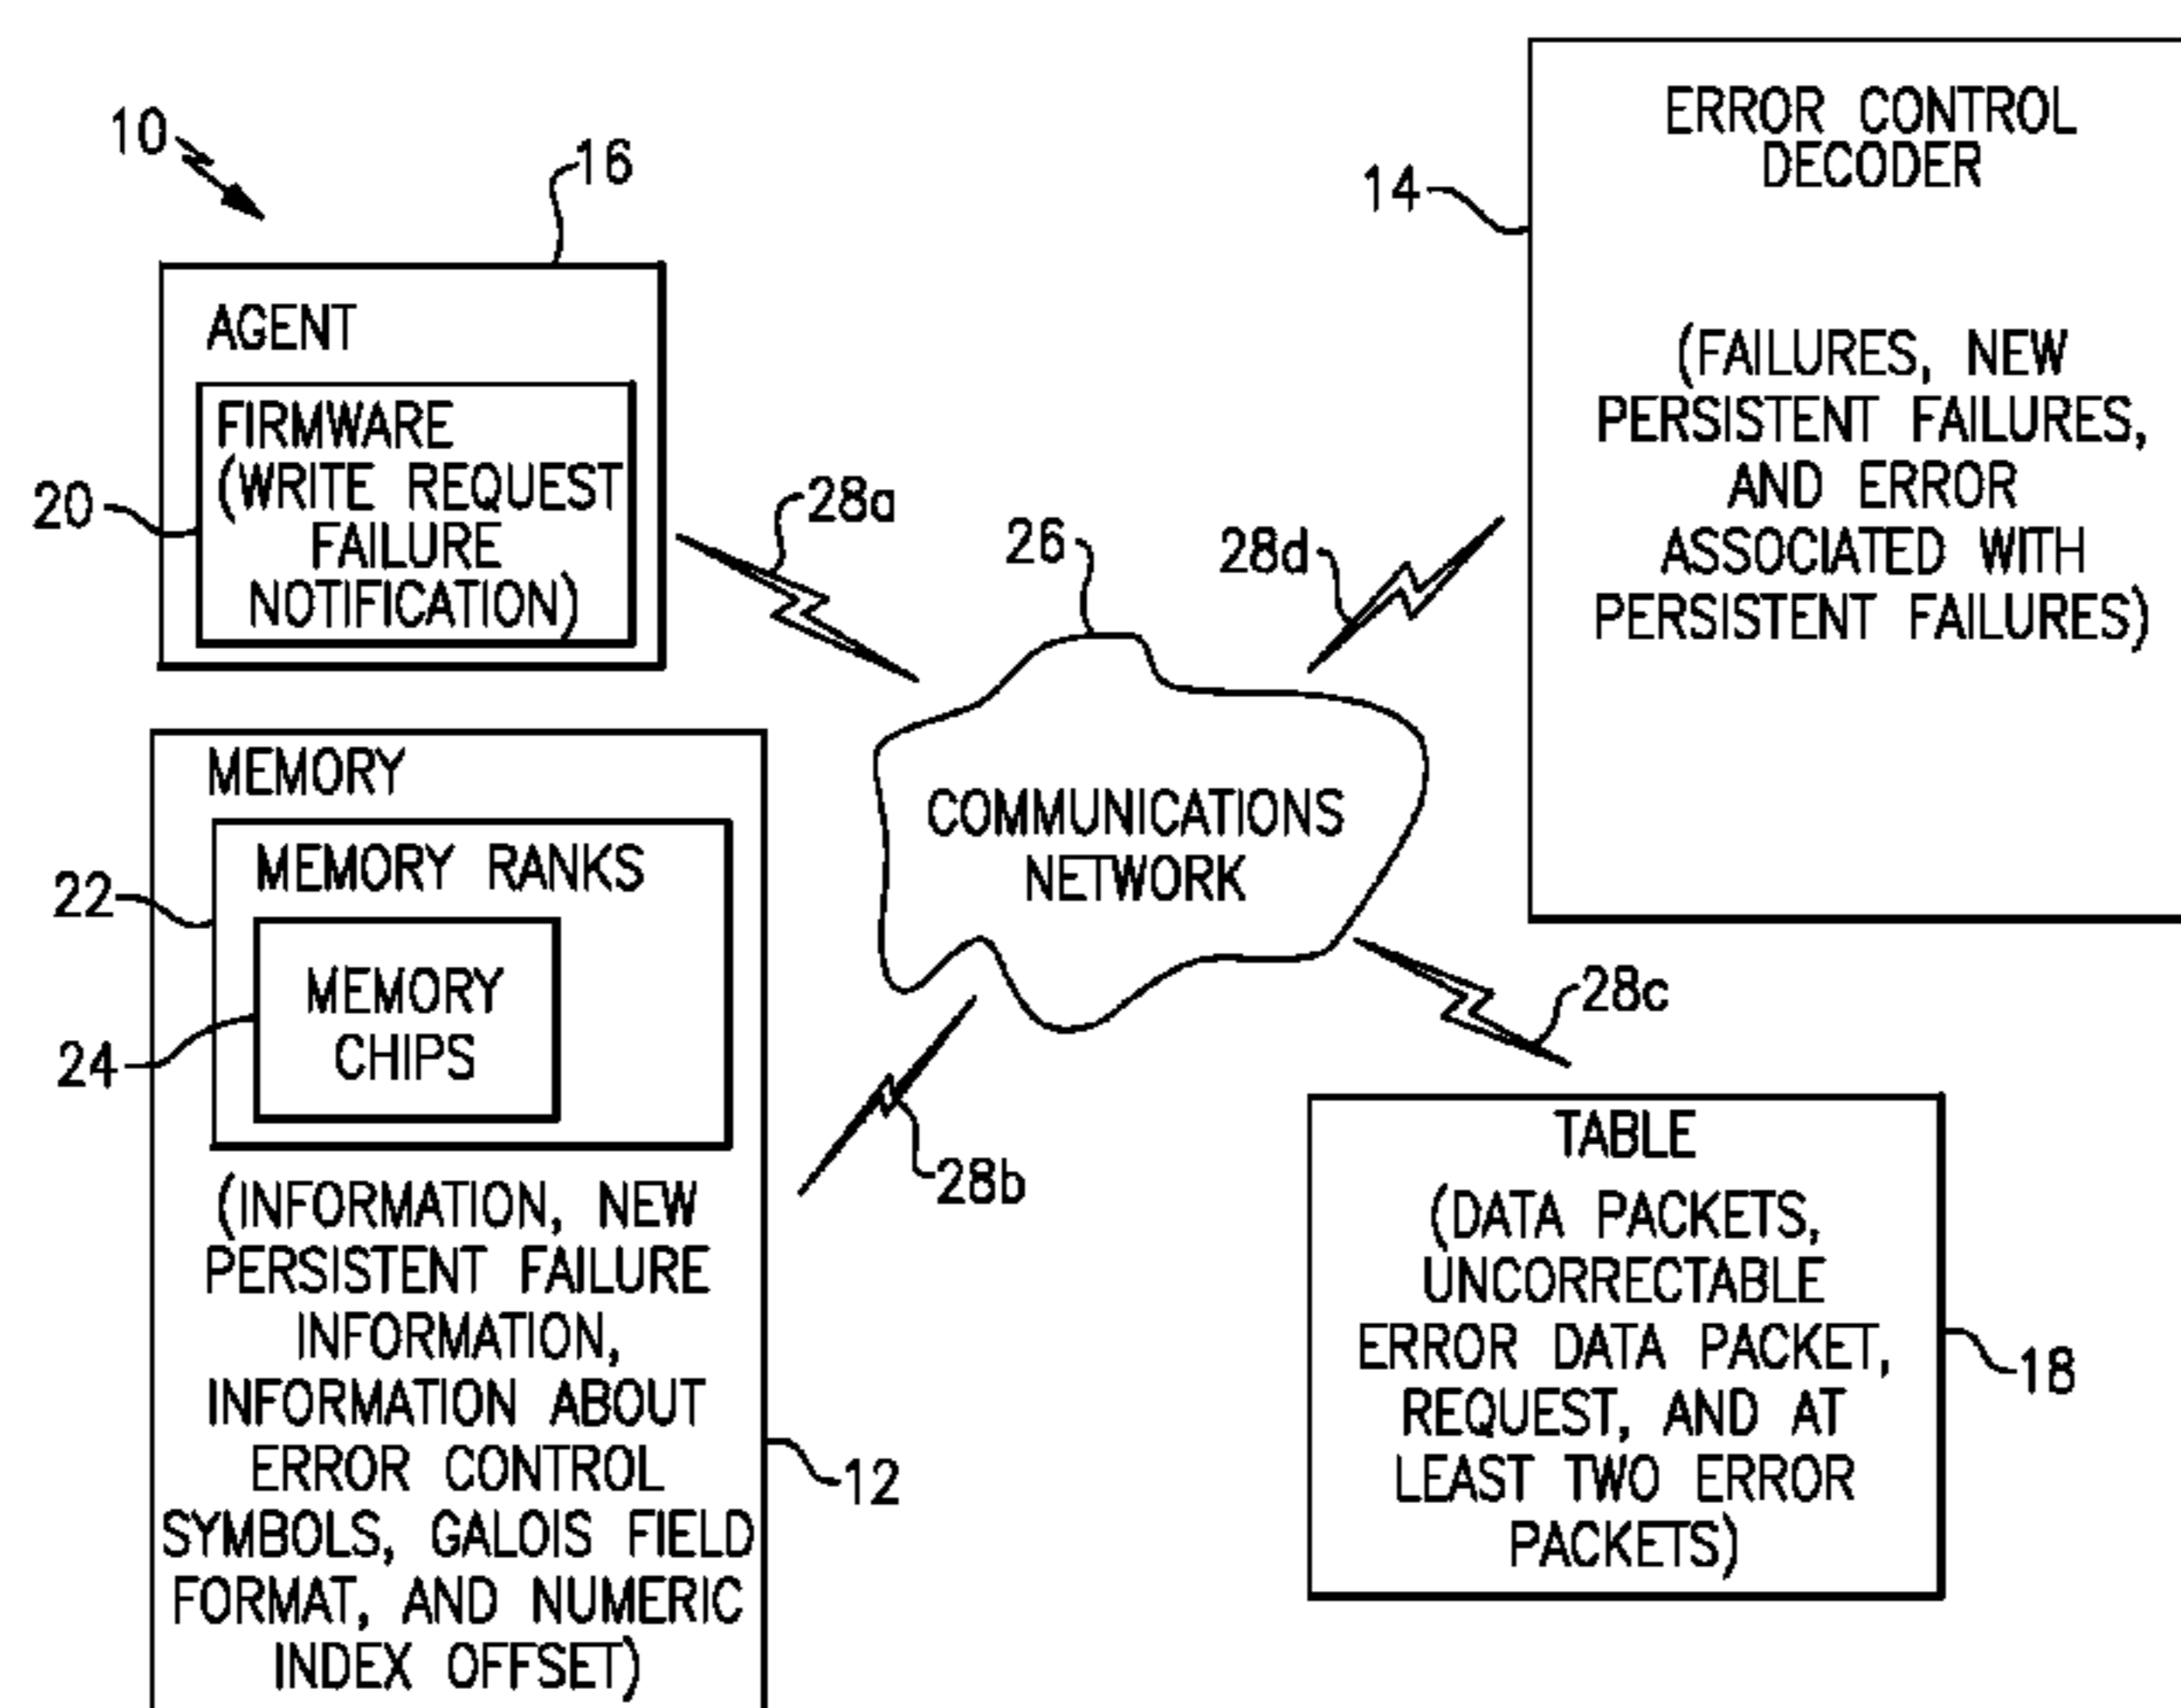 10
16
AGENT
FIRMWARE
(WRITE REQUEST
FAILURE
NOTIFICATION)
20
28a
26
28d
14
ERROR CONTROL
DECODER
(FAILURES, NEW
PERSISTENT FAILURES,
AND ERROR
ASSOCIATED WITH
PERSISTENT FAILURES)
COMMUNICATIONS
NETWORK
MEMORY
MEMORY RANKS
22
MEMORY
CHIPS
24
28b
28c
(INFORMATION, NEW
PERSISTENT FAILURE
INFORMATION,
INFORMATION ABOUT
ERROR CONTROL
SYMBOLS, GALOIS FIELD
FORMAT, AND NUMERIC
INDEX OFFSET)
12
TABLE
(DATA PACKETS,
UNCORRECTABLE
ERROR DATA PACKET,
REQUEST, AND AT
LEAST TWO ERROR
PACKETS)
18